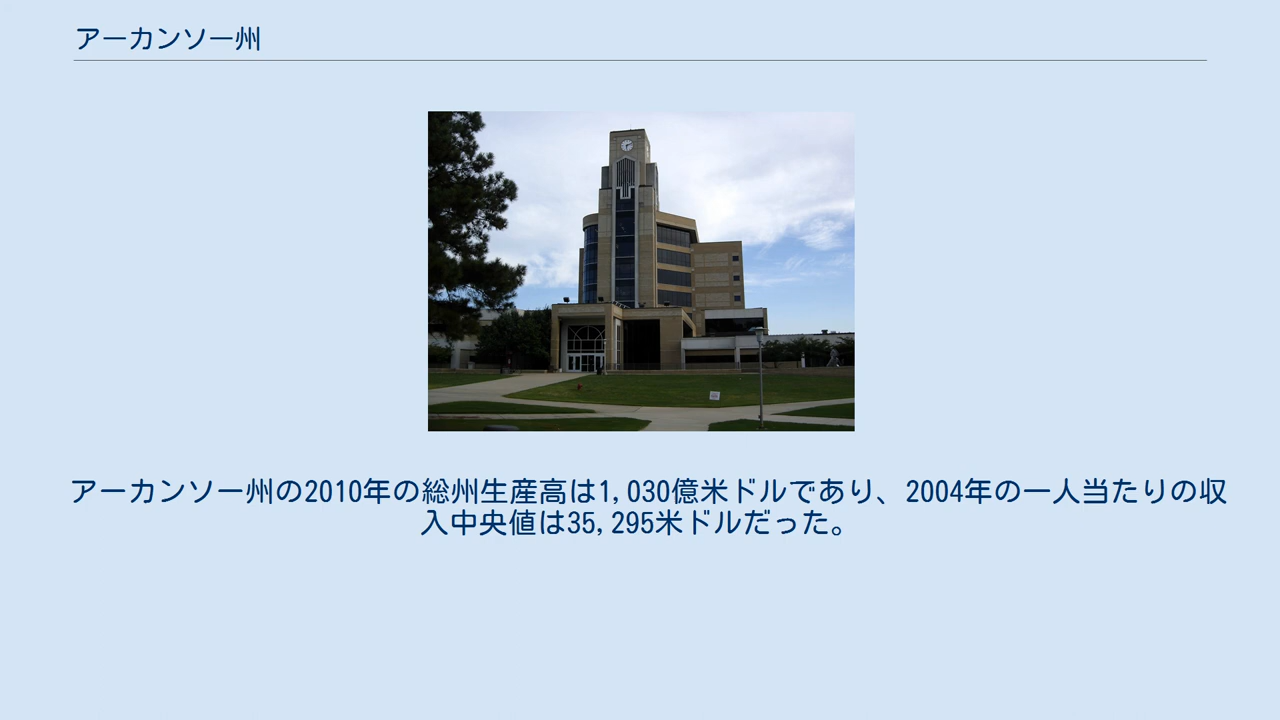 アーカンソー州
アーカンソー州の2010年の総州生産高は1,030億米ドルであり、2004年の一人当たりの収
入中央値は35,295米ドルだった。